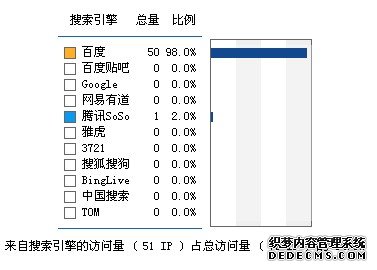 搜索引擎 总量 比例
百度 50 98.0%
百度贴吧 0 0.0%
Google 0 0.0%
网易有道 0 0.0%
腾讯SoSo 1 2.0%
雅虎 0 0.0%
3721 0 0.0%
搜狐搜狗 0 0.0%
BingLive 0 0.0%
中国搜索 0 0.0%
TOM 0 0.0%
来自搜索引擎的访问量 ( 51 IP ) 占总访问量 (
织梦内容管理系统
DEDECMS.COM